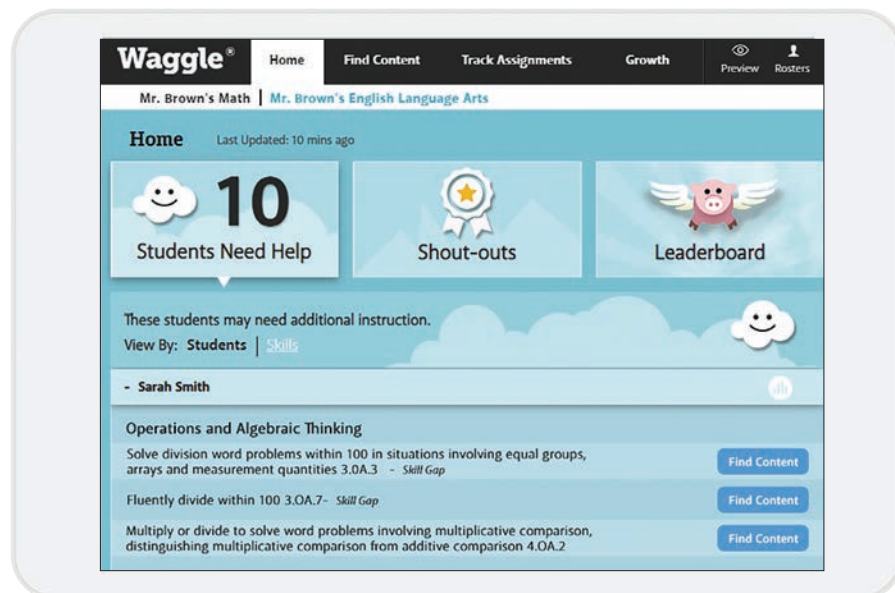 Waggle®
Home
Find Content
Track Assignments
Growth
Preview
Rosters
Mr. Brown's Math | Mr. Brown's English Language Arts
Home
Last Updated: 10 mins ago
10
Students Need Help
Shout-outs
Leaderboard
These students may need additional instruction.
View By: Students | Skills
- Sarah Smith
Operations and Algebraic Thinking
Solve division word problems within 100 in situations involving equal groups,
arrays and measurement quantities 3.0A.3 - Skill Gap
Find Content
Fluently divide within 100 3.OA.7- Skill Gap
Find Content
Multiply or divide to solve word problems involving multiplicative comparison,
distinguishing multiplicative comparison from additive comparison 4.OA.2
Find Content